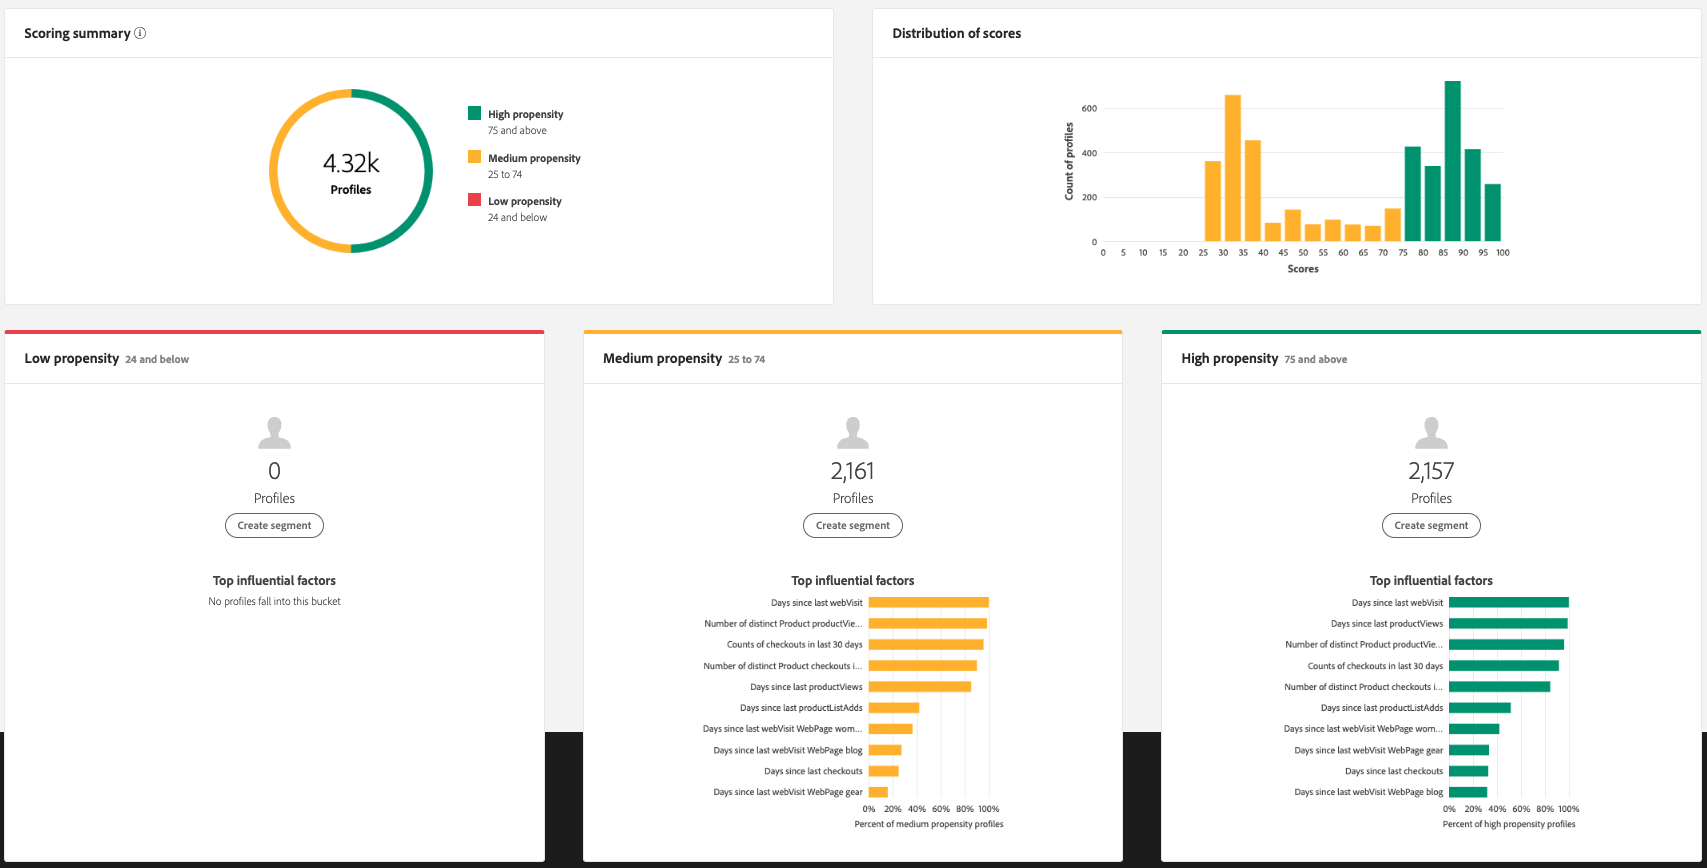 Scoring summary
4.32k
Profiles
High propensity
75 and above
Medium propensity
25 to 74
Low propensity
24 and below
Distribution of scores
Count of profiles
600
400
200
0
0 5 10 15 20 25 30 35 40 45 50 55 60 65 70 75 80 85 90 95 100
Scores
Low propensity 24 and below
0
Profiles
Create segment
Top influential factors
No profiles fall into this bucket
Medium propensity 25 to 74
2,161
Profiles
Create segment
Top influential factors
Days since last webVisit
Number of distinct Product productVie...
Counts of checkouts in last 30 days
Number of distinct Product checkouts i...
Days since last productViews
Days since last productListAdds
Days since last webVisit WebPage wom...
Days since last webVisit WebPage blog
Days since last checkouts
Days since last webVisit WebPage gear
0% 20% 40% 60% 80% 100%
Percent of medium propensity profiles
High propensity 75 and above
2,157
Profiles
Create segment
Top influential factors
Days since last webVisit
Days since last productViews
Number of distinct Product productVie...
Counts of checkouts in last 30 days
Number of distinct Product checkouts i...
Days since last productListAdds
Days since last webVisit WebPage wom...
Days since last webVisit WebPage gear
Days since last checkouts
Days since last webVisit WebPage blog
0% 20% 40% 60% 80% 100%
Percent of high propensity profiles